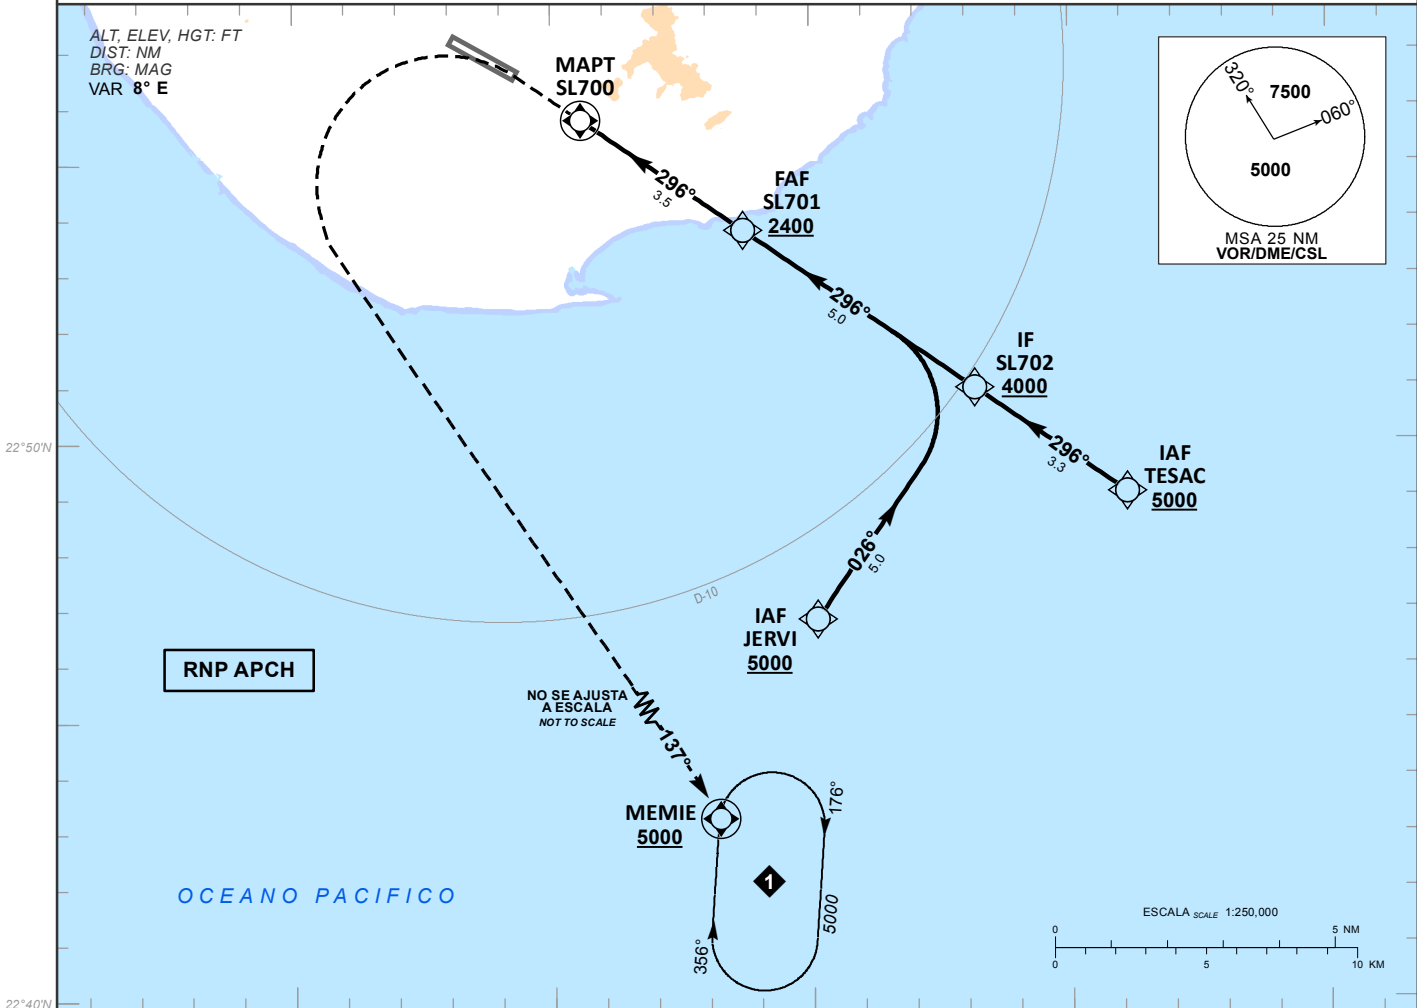 ALT, ELEV, HGT: FT
DIST: NM
BRG: MAG
VAR 8° E
MAPT
SL700
320°
7500
060°
5000
MSA 25 NM
VOR/DME/CSL
296°
3.5
FAF
SL701
2400
296°
5.0
IF
SL702
4000
296°
3.3
IAF
TESAC
5000
22°50'N
026°
5.0
D-10
IAF
JERVI
5000
RNP APCH
NO SE AJUSTA
A ESCALA
NOT TO SCALE
137°
MEMIE
5000
176°
1
5000
356°
OCEANO PACIFICO
ESCALA SCALE 1:250,000
0 5 NM
0 5 10 KM
22°40'N